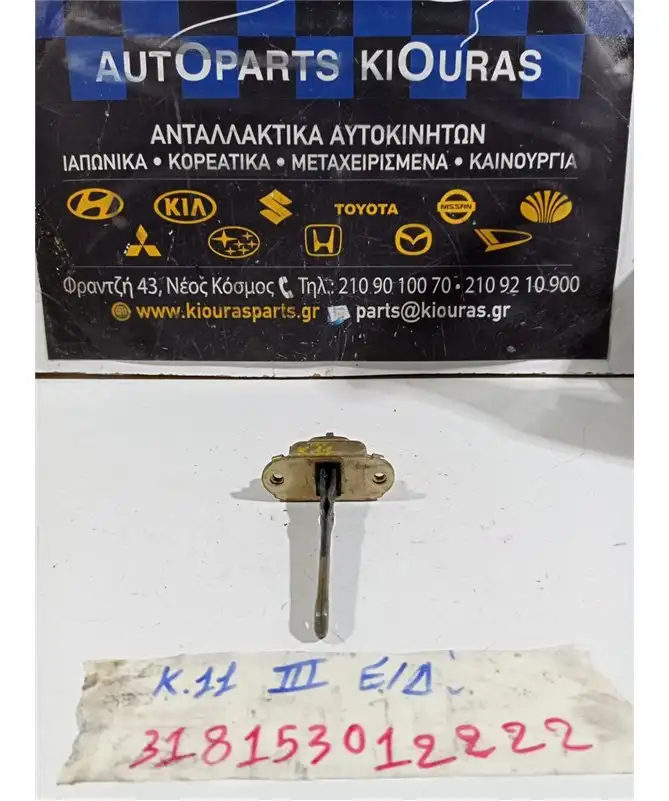 AUTOPARTS KIOURAS
ΑΝΤΑΛΛΑΚΤΙΚΑ ΑΥΤΟΚΙΝΗΤΩΝ
ΙΑΠΩΝΙΚΑ • ΚΟΡΕΑΤΙΚΑ • ΜΕΤΑΧΕΙΡΙΣΜΕΝΑ • ΚΑΙΝΟΥΡΓΙΑ
KIA TOYOTA NISSAN
Φραντζή 43, Νέος Κόσμος Τηλ.: 210 90 100 70 • 210 92 10 900
www.kiourasparts.gr parts@kiouras.gr
K11
K.11 III Ε/Δ
318153012222